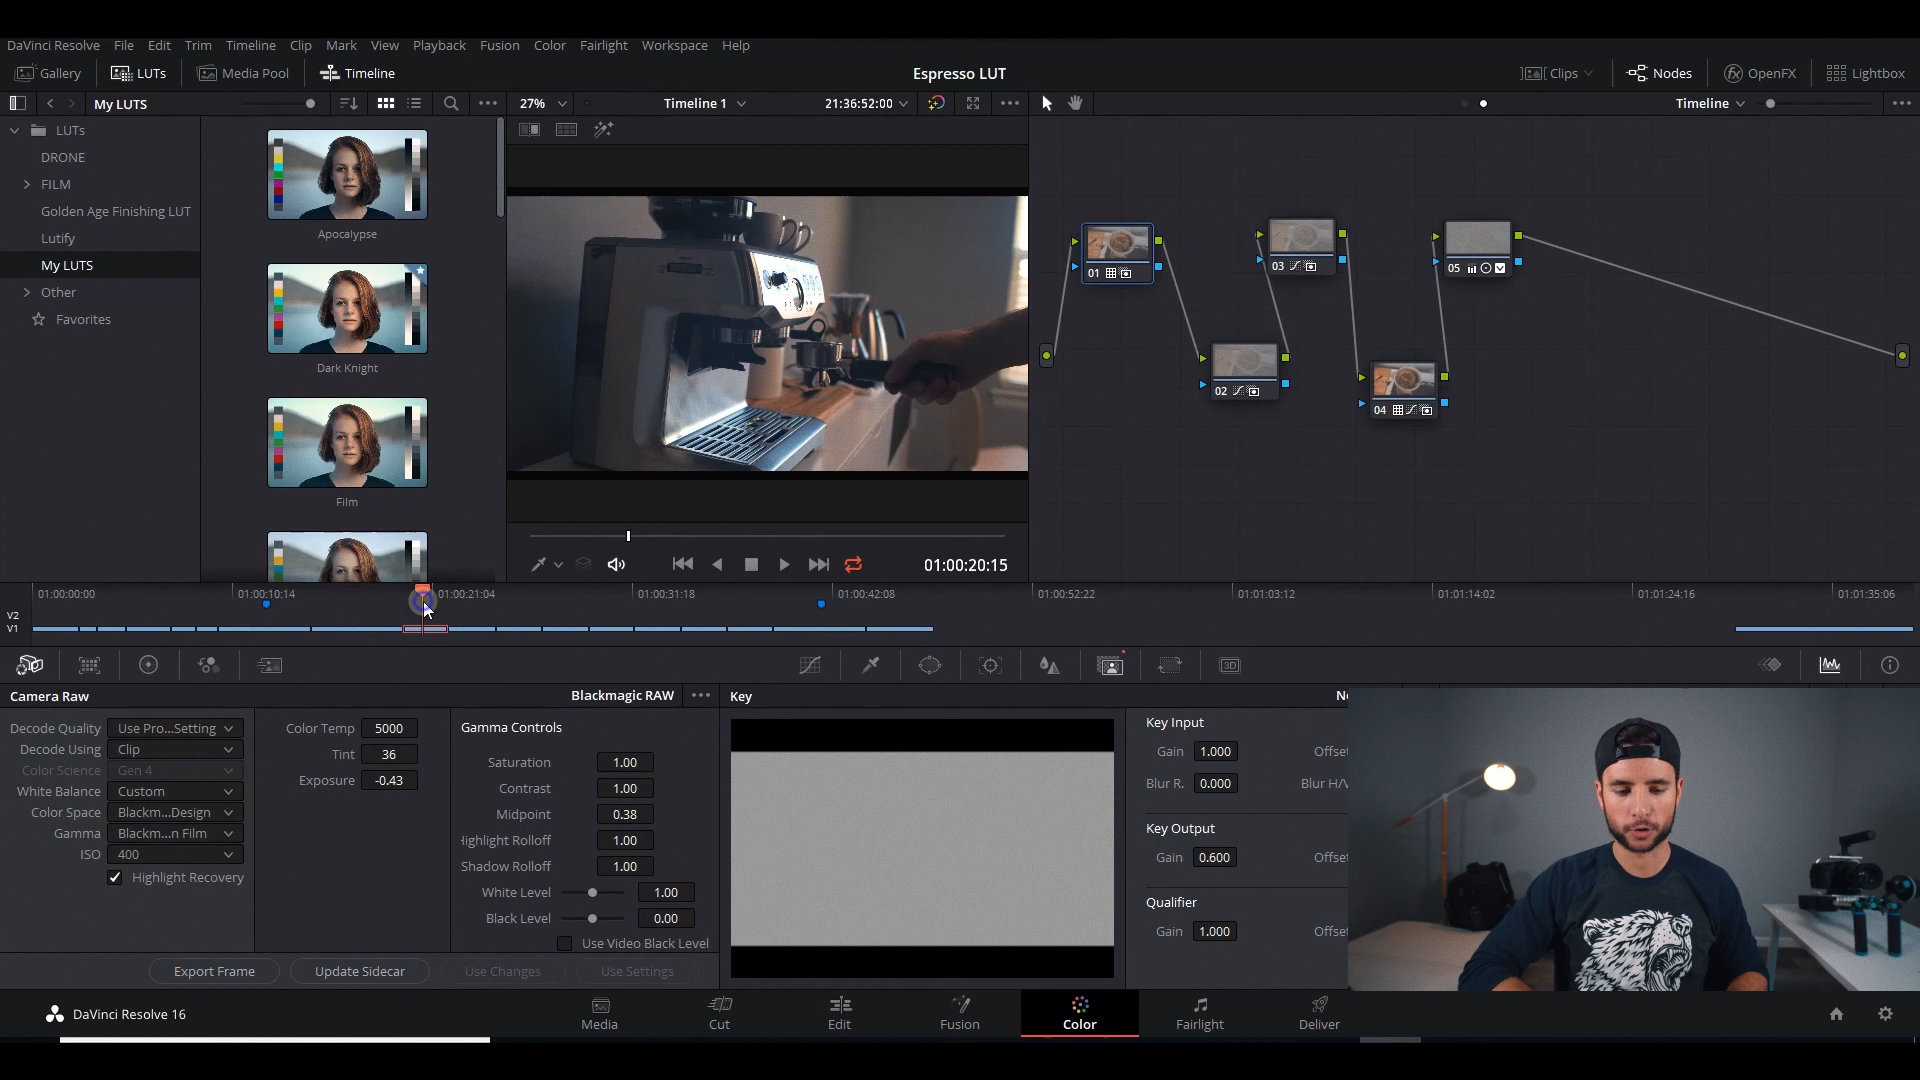 DaVinci Resolve File Edit Trim Timeline Clip Mark View Playback Fusion Color Fairlight Workspace Help
Gallery LUTs Media Pool Timeline Espresso LUT Clips Nodes OpenFX Lightbox
My LUTS 27% Timeline 1 21:36:52:00 Timeline
LUTs
DRONE
FILM
Golden Age Finishing LUT
Lutify
My LUTS
Other
Favorites
Apocalypse
Dark Knight
Film
01
02
03
04
05
01:00:20:15
01:00:00:00 01:00:10:14 01:00:21:04 01:00:31:18 01:00:42:08 01:00:52:22 01:01:03:12 01:01:14:02 01:01:24:16 01:01:35:06
V2
V1
3D
Camera Raw Blackmagic RAW
Decode Quality Use Pro...Setting
Decode Using Clip
Color Science Gen 4
White Balance Custom
Color Space Blackm...Design
Gamma Blackm...n Film
ISO 400
Highlight Recovery
Color Temp 5000
Tint 36
Exposure -0.43
Gamma Controls
Saturation 1.00
Contrast 1.00
Midpoint 0.38
Highlight Rolloff 1.00
Shadow Rolloff 1.00
White Level 1.00
Black Level 0.00
Use Video Black Level
Export Frame Update Sidecar Use Changes Use Settings
Key
Key Input
Gain 1.000 Offset
Blur R. 0.000 Blur H/V
Key Output
Gain 0.600 Offset
Qualifier
Gain 1.000 Offset
DaVinci Resolve 16 Media Cut Edit Fusion Color Fairlight Deliver